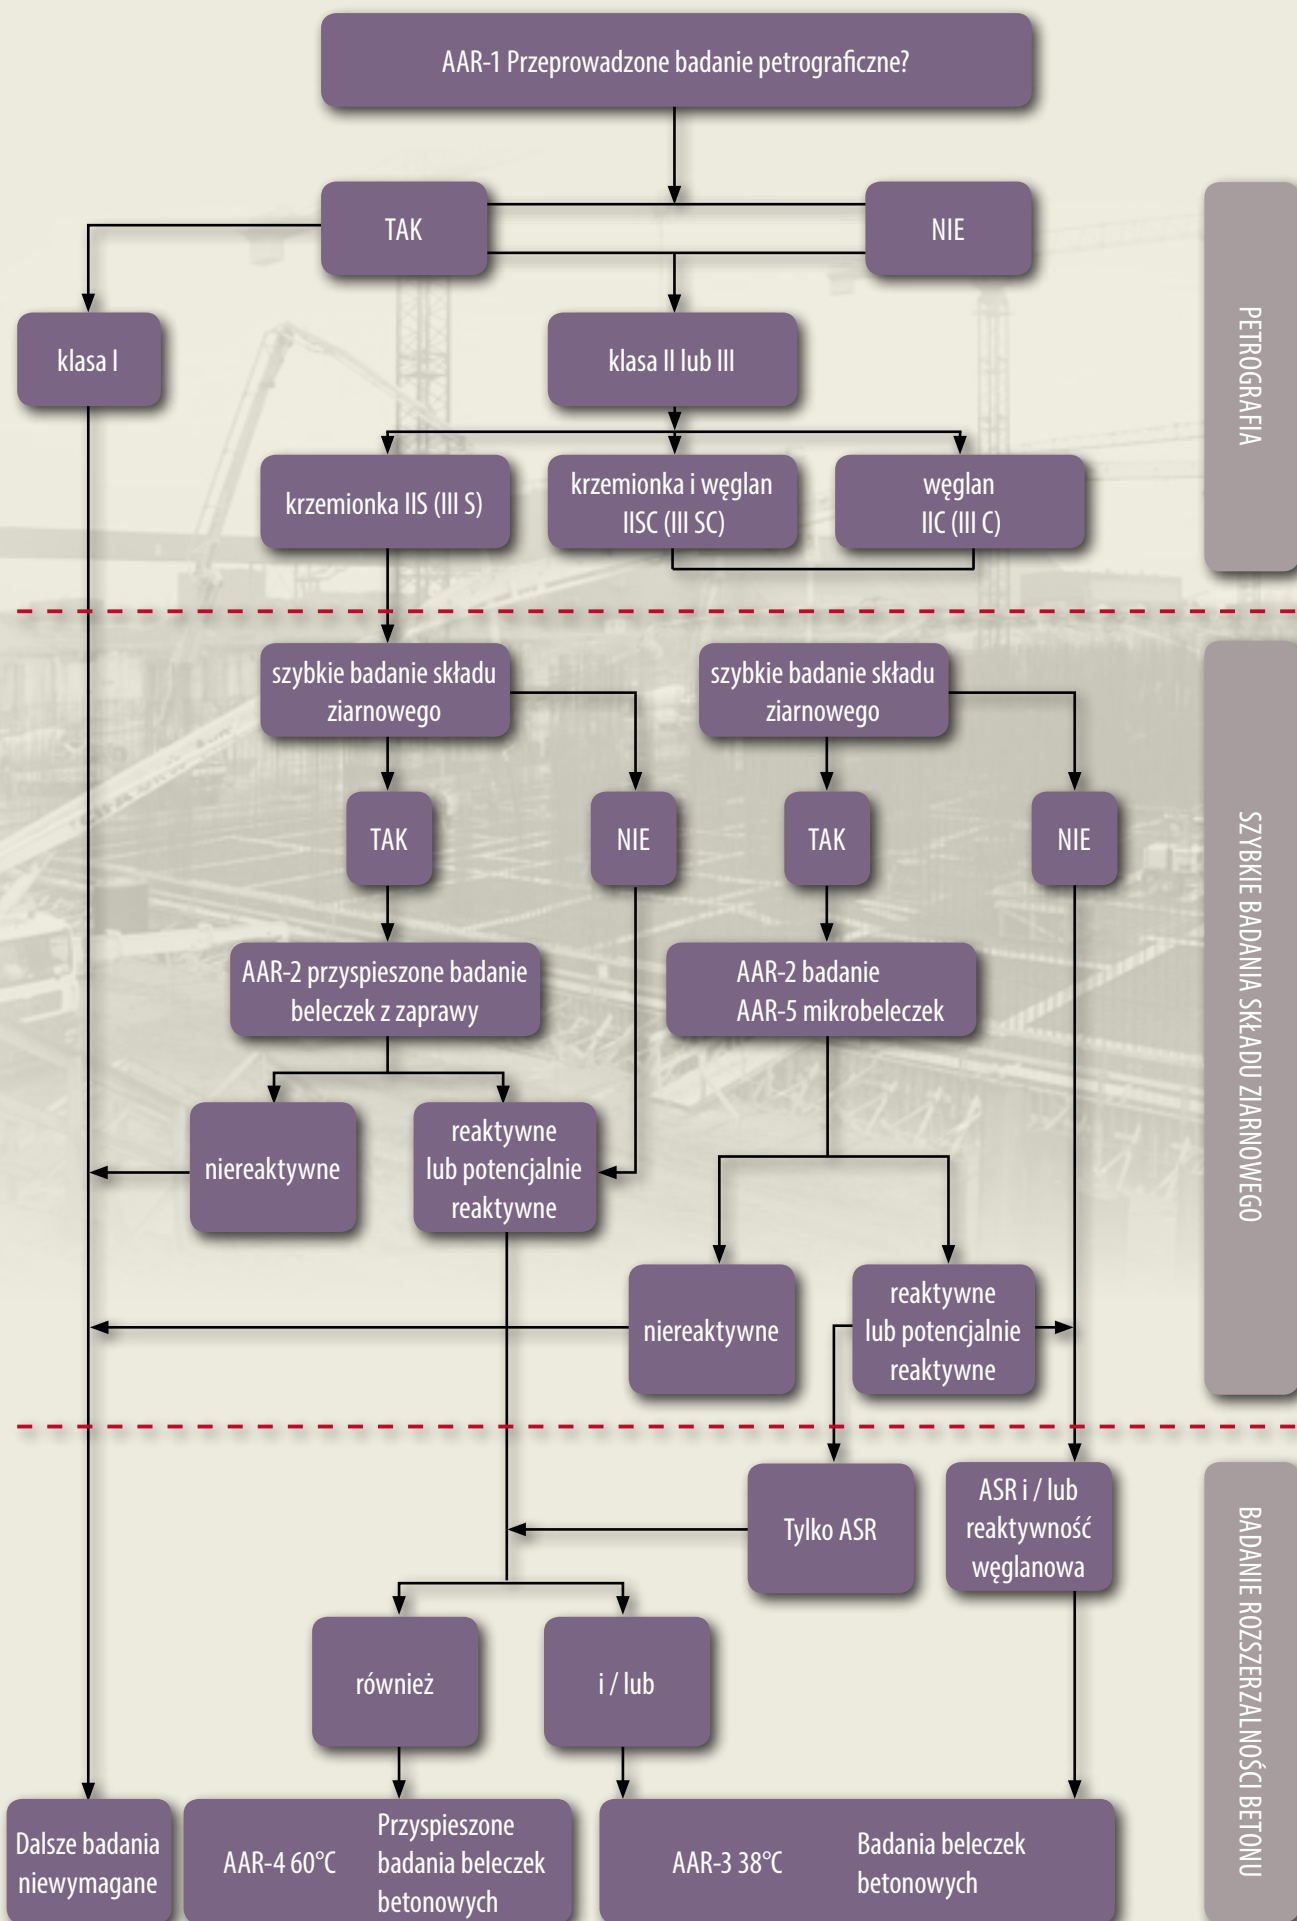 AAR-1 Przeprowadzone badanie petrograficzne?
TAK
NIE
klasa I
klasa II lub III
krzemionka IIS (III S)
krzemionka i węglan
IISC (III SC)
węglan
IIC (III C)
PETROGRAFIA
szybkie badanie składu
ziarnowego
szybkie badanie składu
ziarnowego
TAK
NIE
TAK
NIE
AAR-2 przyspieszone badanie
beleczek z zaprawy
AAR-2 badanie
AAR-5 mikrobeleczek
niereaktywne
reaktywne
lub potencjalnie
reaktywne
niereaktywne
reaktywne
lub potencjalnie
reaktywne
SZYBKIE BADANIA SKŁADU ZIARNOWEGO
Tylko ASR
ASR i / lub
reaktywność
węglanowa
również
i / lub
Dalsze badania
niewymagane
AAR-4 60°C
Przyspieszone
badania beleczek
betonowych
AAR-3 38°C
Badania beleczek
betonowych
BADANIE ROZSZERZALNOŚCI BETONU